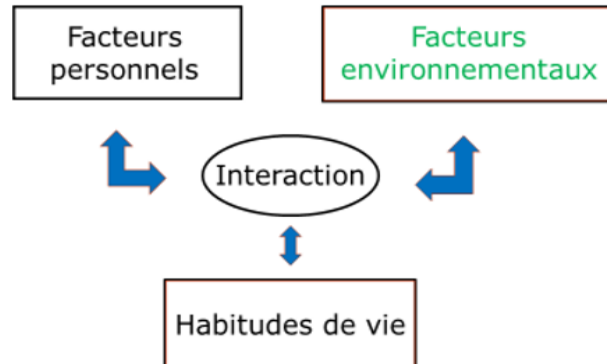 Facteurs
personnels
Facteurs
environnementaux
Interaction
Habitudes de vie